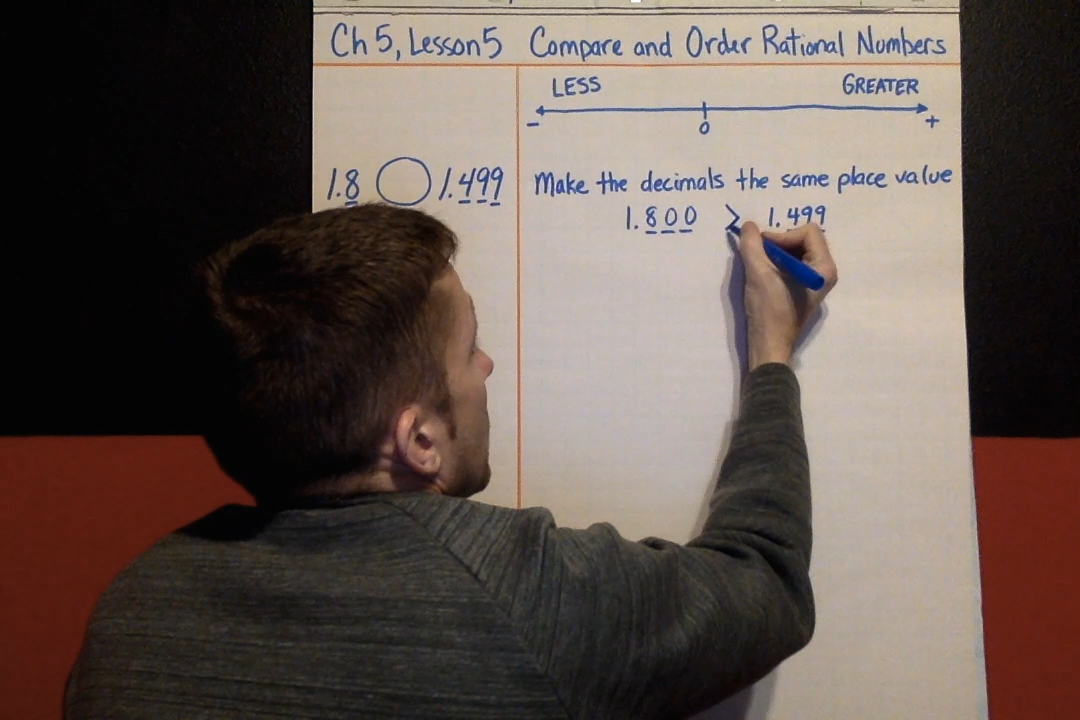 Ch 5, Lesson 5 Compare and Order Rational Numbers
LESS GREATER
- 0 +
1.8 1.499 Make the decimals the same place value
1.800 > 1.499